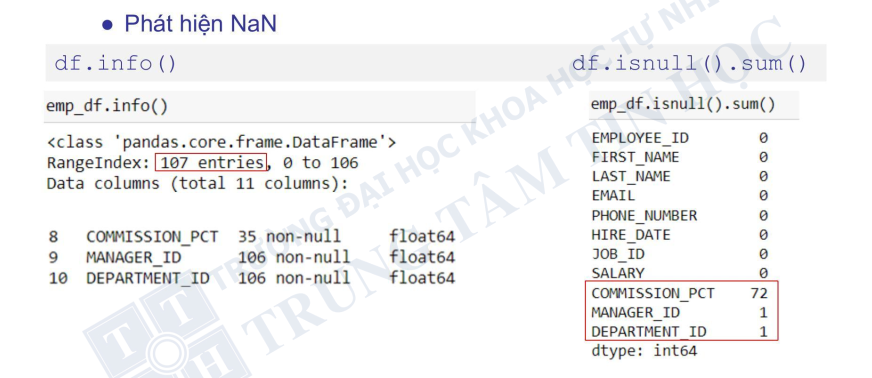 ● Phát hiện NaN
df.info()
df.isnull().sum()
emp_df.info()
<class 'pandas.core.frame.DataFrame'>
RangeIndex: 107 entries, 0 to 106
Data columns (total 11 columns):
8 COMMISSION_PCT 35 non-null float64
9 MANAGER_ID 106 non-null float64
10 DEPARTMENT_ID 106 non-null float64
emp_df.isnull().sum()
EMPLOYEE_ID 0
FIRST_NAME 0
LAST_NAME 0
EMAIL 0
PHONE_NUMBER 0
HIRE_DATE 0
JOB_ID 0
SALARY 0
COMMISSION_PCT 72
MANAGER_ID 1
DEPARTMENT_ID 1
dtype: int64
TRƯỜNG ĐẠI HỌC KHOA HỌC TỰ NHI
TRUNG TÂM TIN HỌC